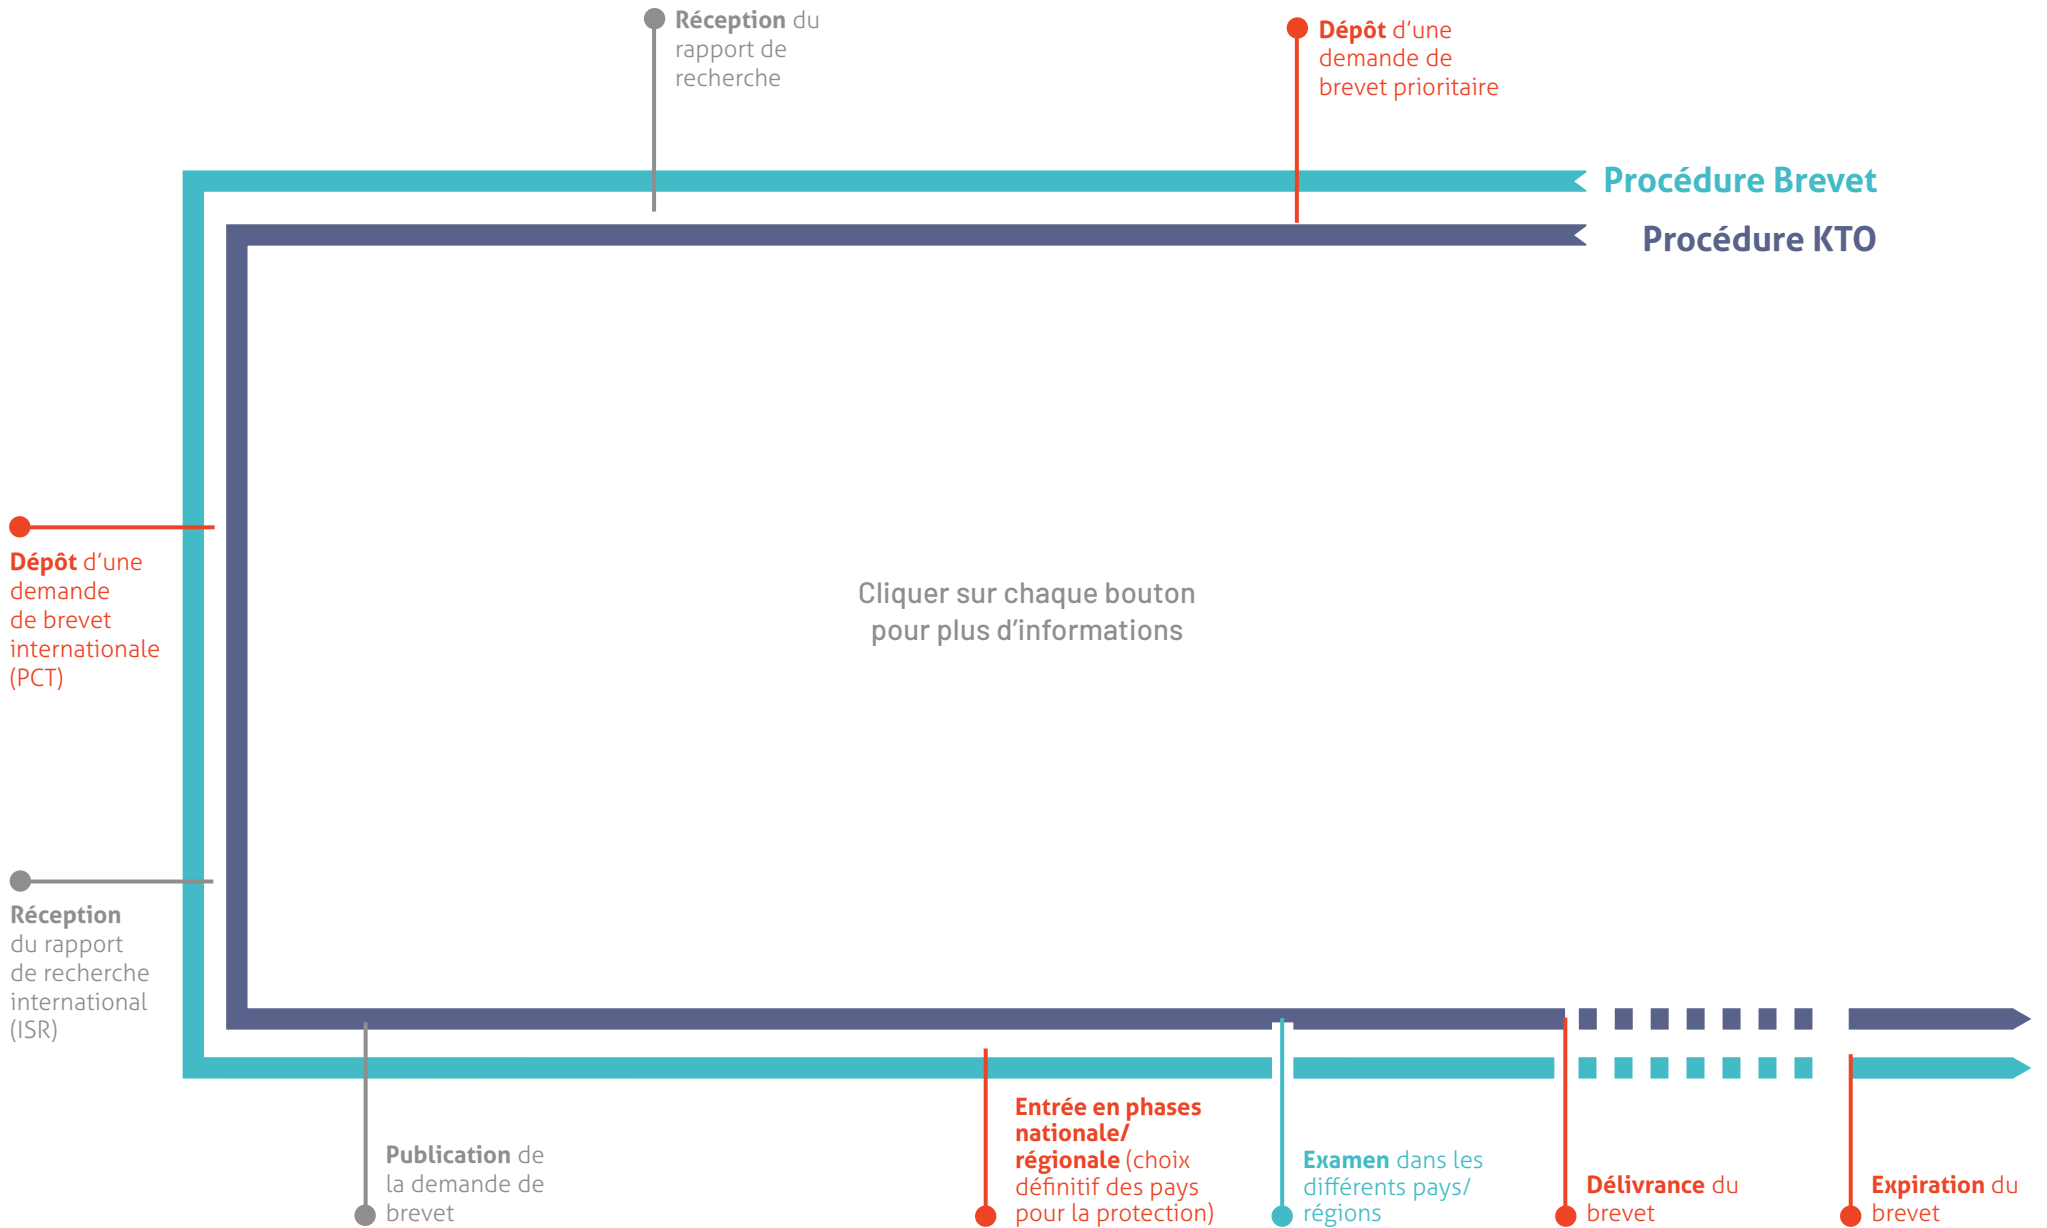 Réception du
rapport de
recherche
Dépôt d’une
demande de
brevet prioritaire
Procédure Brevet
Procédure KTO
Dépôt d’une
demande
de brevet
internationale
(PCT)
Cliquer sur chaque bouton
pour plus d’informations
Réception
du rapport
de recherche
international
(ISR)
Publication de
la demande de
brevet
Entrée en phases
nationale/
régionale (choix
définitif des pays
pour la protection)
Examen dans les
différents pays/
régions
Délivrance du
brevet
Expiration du
brevet